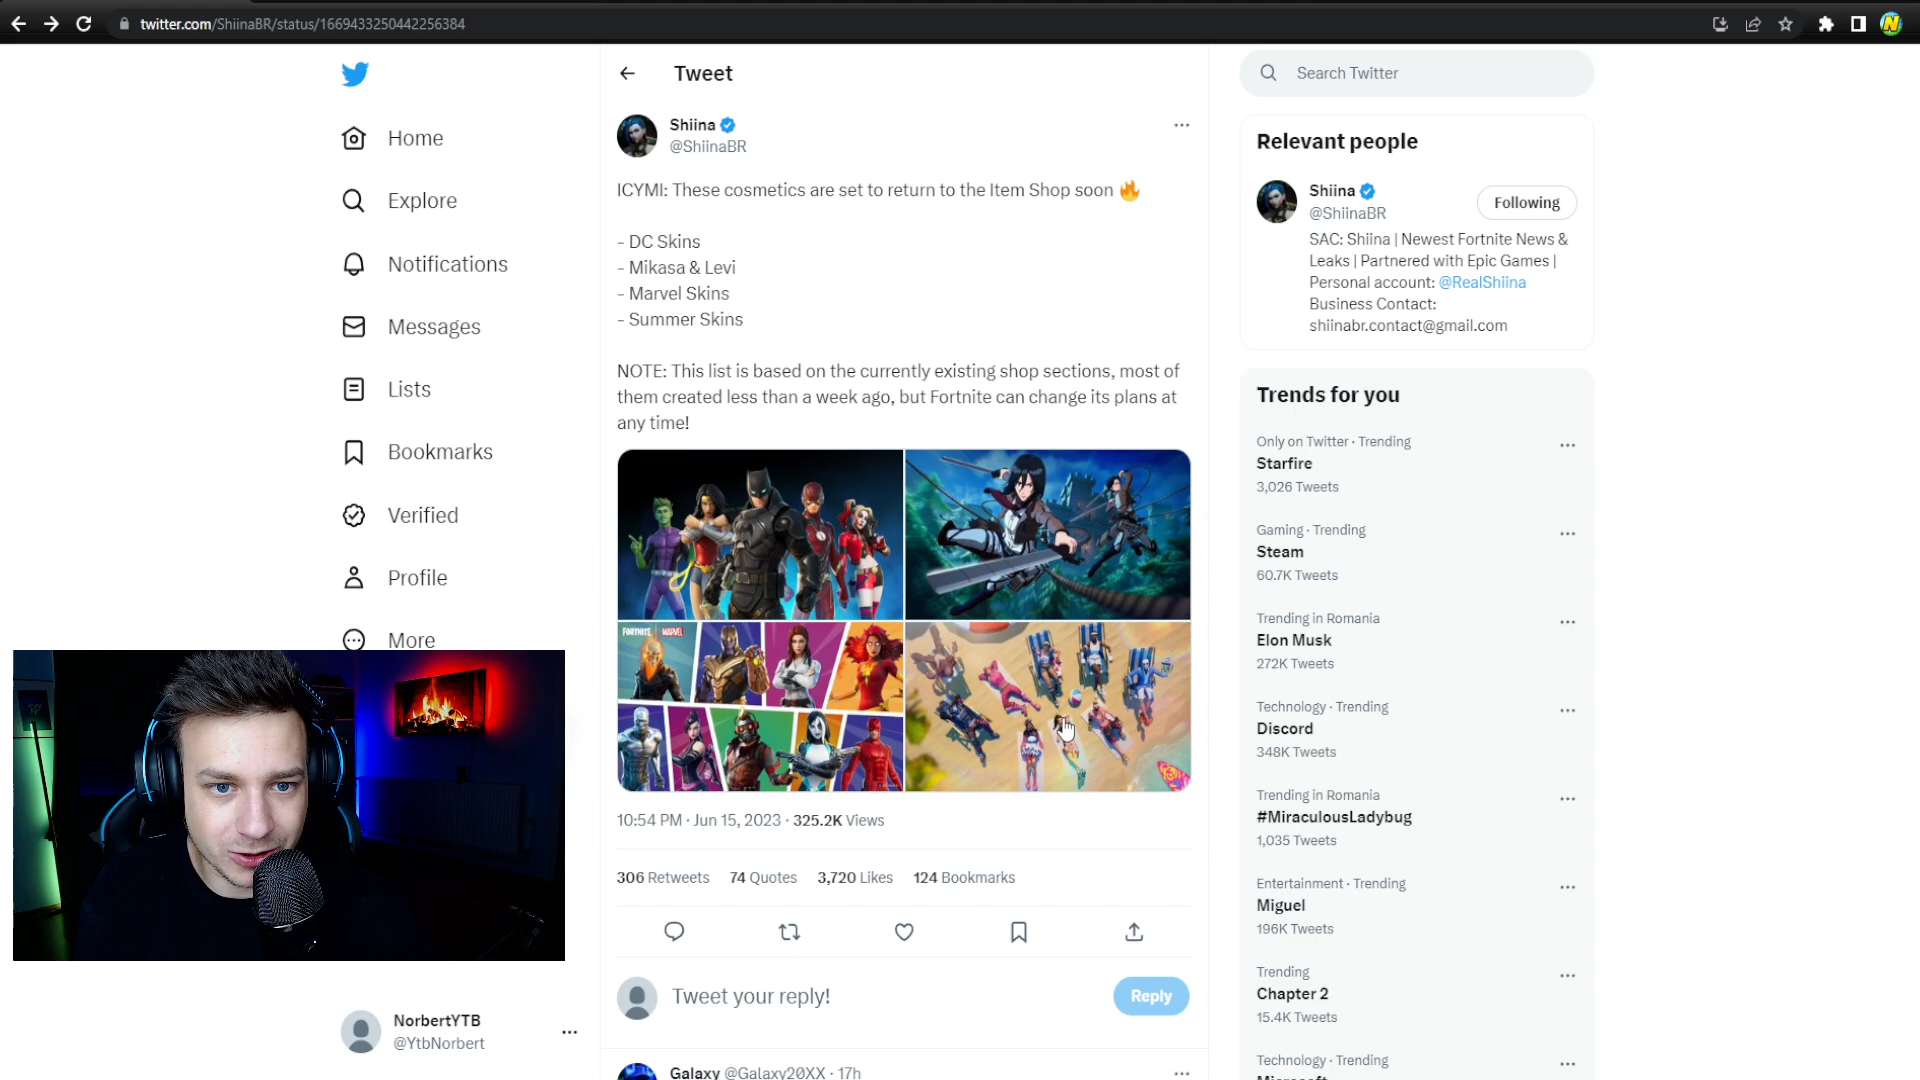 twitter.com/ShiinaBR/status/1669433250442256384
Home
Explore
Notifications
Messages
Lists
Bookmarks
Verified
Profile
More
NorbertYTB
@YtbNorbert
Tweet
Shiina
@ShiinaBR
ICYMI: These cosmetics are set to return to the Item Shop soon 🔥
- DC Skins
- Mikasa & Levi
- Marvel Skins
- Summer Skins
NOTE: This list is based on the currently existing shop sections, most of
them created less than a week ago, but Fortnite can change its plans at
any time!
FORTNITE MARVEL
10:54 PM · Jun 15, 2023 · 325.2K Views
306 Retweets 74 Quotes 3,720 Likes 124 Bookmarks
Tweet your reply!
Reply
Galaxy @Galaxy20XX · 17h
Search Twitter
Relevant people
Shiina
@ShiinaBR
Following
SAC: Shiina | Newest Fortnite News &
Leaks | Partnered with Epic Games |
Personal account: @RealShiina
Business Contact:
shiinabr.contact@gmail.com
Trends for you
Only on Twitter · Trending
Starfire
3,026 Tweets
Gaming · Trending
Steam
60.7K Tweets
Trending in Romania
Elon Musk
272K Tweets
Technology · Trending
Discord
348K Tweets
Trending in Romania
#MiraculousLadybug
1,035 Tweets
Entertainment · Trending
Miguel
196K Tweets
Trending
Chapter 2
15.4K Tweets
Technology · Trending